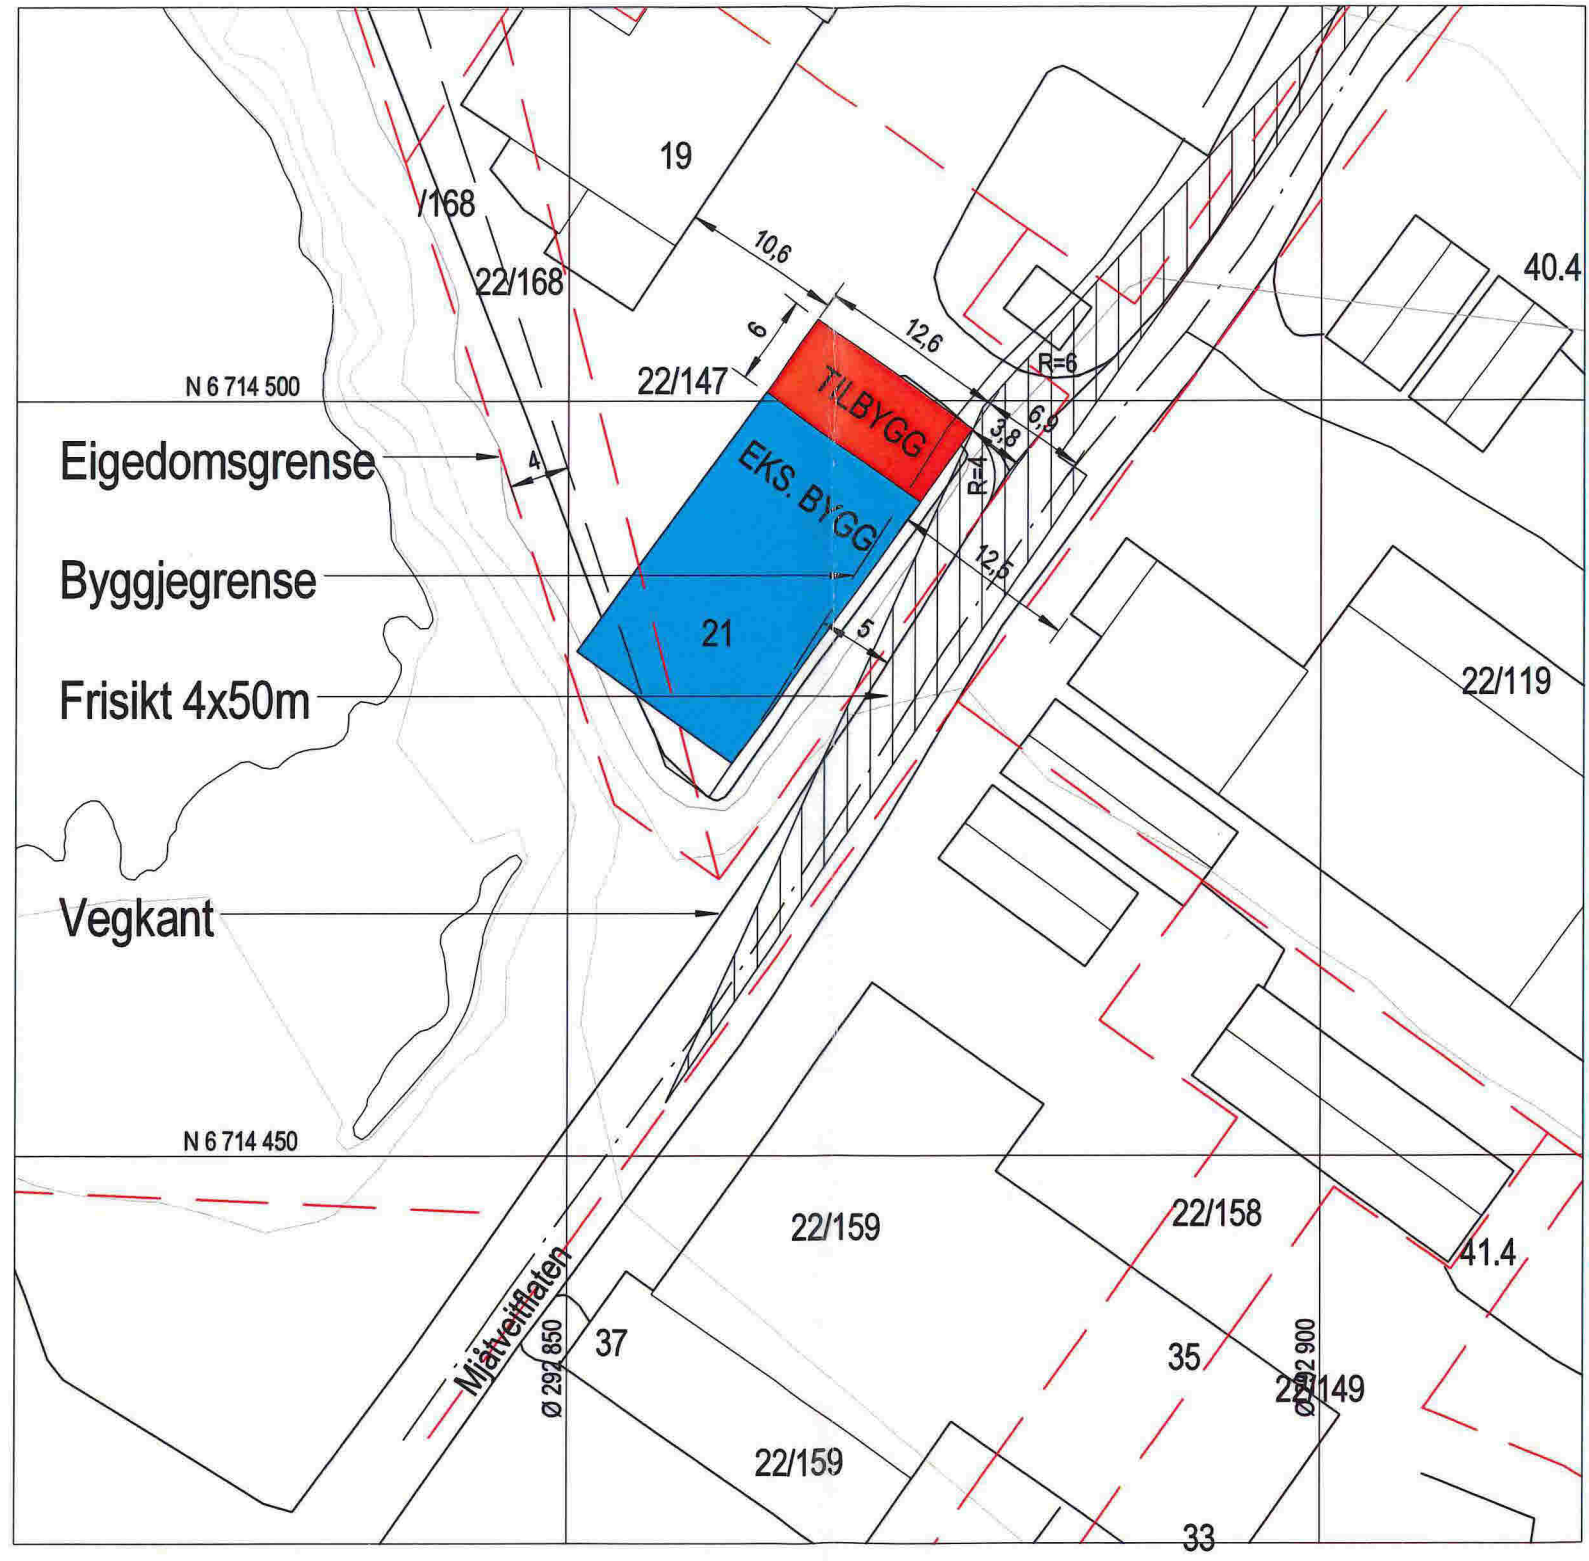 19
/168
22/168
10,6
40.4
6
12,6
22/147
R=6
N 6 714 500
TILBYGG
6,9
3,8
Eigedomsgrense
4
EKS. BYGG
R=4
12,5
Byggjegrense
21
5
22/119
Frisikt 4x50m
Vegkant
N 6 714 450
22/159
22/158
41.4
Mjåtveitflaten
Ø 292 850
37
35
Ø 292 900
22/149
22/159
33